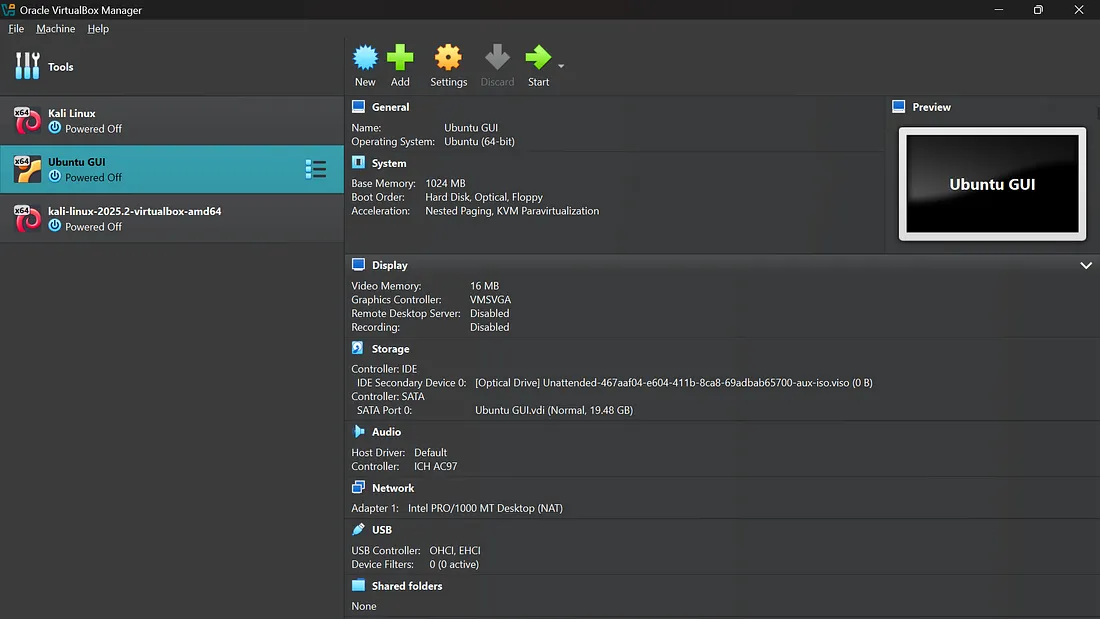 Oracle VirtualBox Manager
File Machine Help
Tools
New Add Settings Discard Start
x64 Kali Linux
Powered Off
x64 Ubuntu GUI
Powered Off
x64 kali-linux-2025.2-virtualbox-amd64
Powered Off
General
Name: Ubuntu GUI
Operating System: Ubuntu (64-bit)
System
Base Memory: 1024 MB
Boot Order: Hard Disk, Optical, Floppy
Acceleration: Nested Paging, KVM Paravirtualization
Preview
Ubuntu GUI
Display
Video Memory: 16 MB
Graphics Controller: VMSVGA
Remote Desktop Server: Disabled
Recording: Disabled
Storage
Controller: IDE
IDE Secondary Device 0: [Optical Drive] Unattended-467aaf04-e604-411b-8ca8-69adbab65700-aux-iso.viso (0 B)
Controller: SATA
SATA Port 0: Ubuntu GUI.vdi (Normal, 19.48 GB)
Audio
Host Driver: Default
Controller: ICH AC97
Network
Adapter 1: Intel PRO/1000 MT Desktop (NAT)
USB
USB Controller: OHCI, EHCI
Device Filters: 0 (0 active)
Shared folders
None